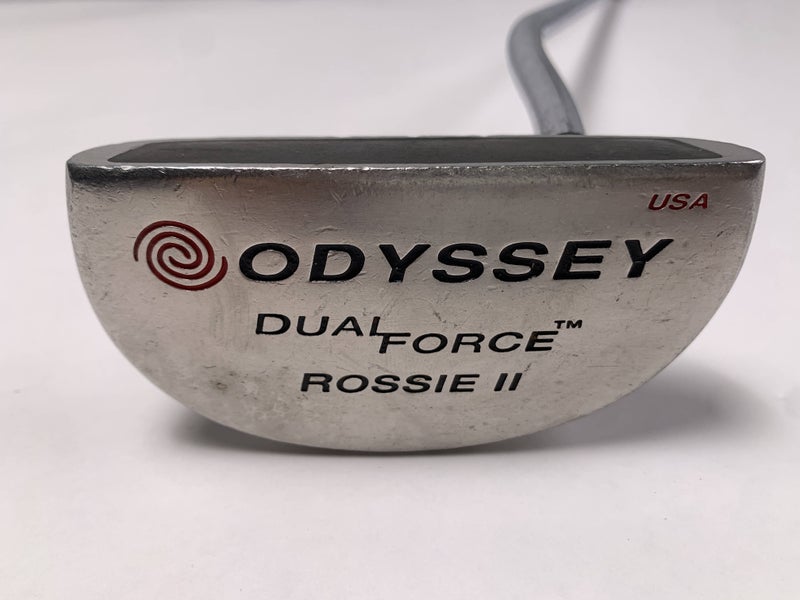 USA
ODYSSEY
DUAL FORCE™
ROSSIE II